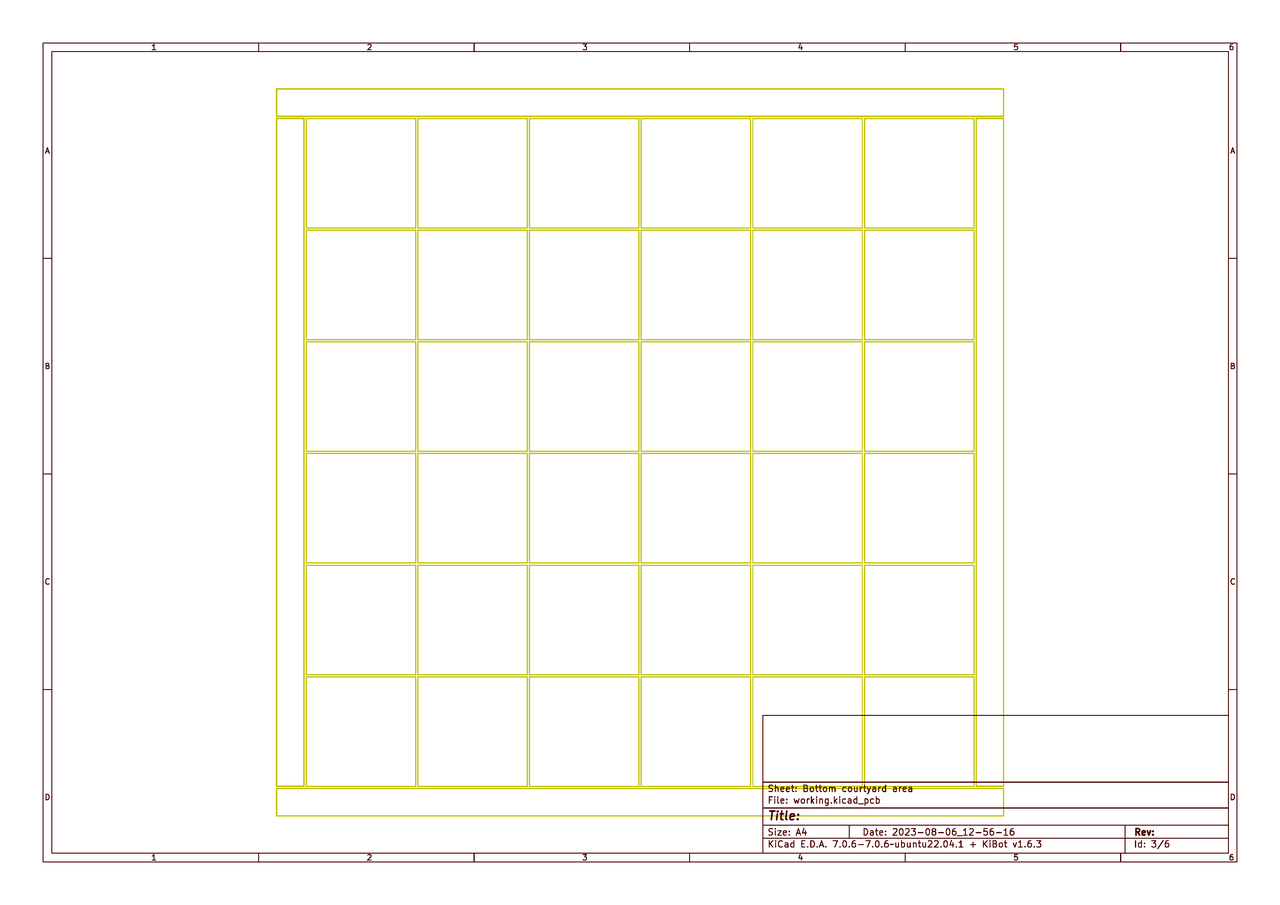 1 2 3 4 5 6
A A
B B
C C
D D
Sheet: Bottom courtyard area
File: working.kicad_pcb
Title:
Size: A4 Date: 2023-08-06_12-56-16 Rev:
KiCad E.D.A. 7.0.6-7.0.6~ubuntu22.04.1 + KiBot v1.6.3 Id: 3/6
1 2 3 4 5 6